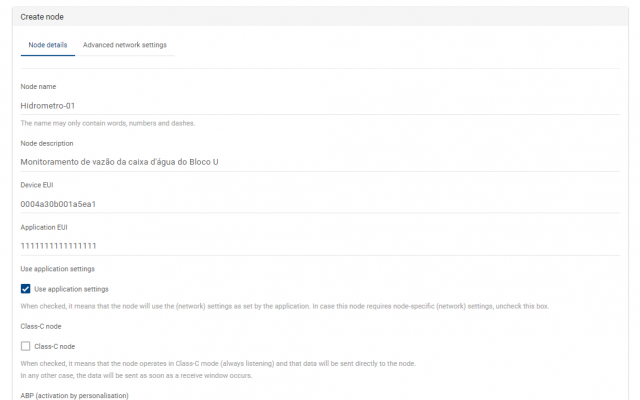 Create node
Node details Advanced network settings
Node name
Hidrometro-01
The name may only contain words, numbers and dashes.
Node description
Monitoramento de vazão da caixa d'água do Bloco U
Device EUI
0004a30b001a5ea1
Application EUI
1111111111111111
Use application settings
Use application settings
When checked, it means that the node will use the (network) settings as set by the application. In case this node requires node-specific (network) settings, uncheck this box.
Class-C node
Class-C node
When checked, it means that the node operates in Class-C mode (always listening) and that data will be sent directly to the node.
In any other case, the data will be sent as soon as a receive window occurs.
ABP (activation by personalisation)